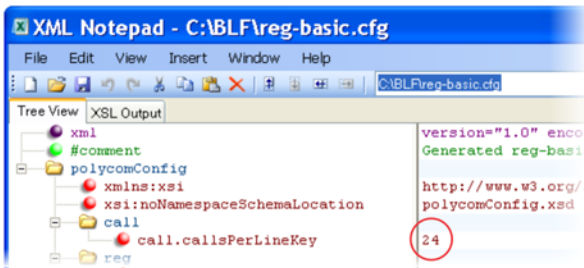 XML Notepad - C:\BLF\reg-basic.cfg
File Edit View Insert Window Help
C:\BLF\reg-basic.cfg
Tree View XSL Output
xml version="1.0" enco
#comment Generated reg-basi
polycomConfig
xmlns:xsi http://www.w3.org/
xsi:noNamespaceSchemaLocation polycomConfig.xsd
call
call.callsPerLineKey 24
reg